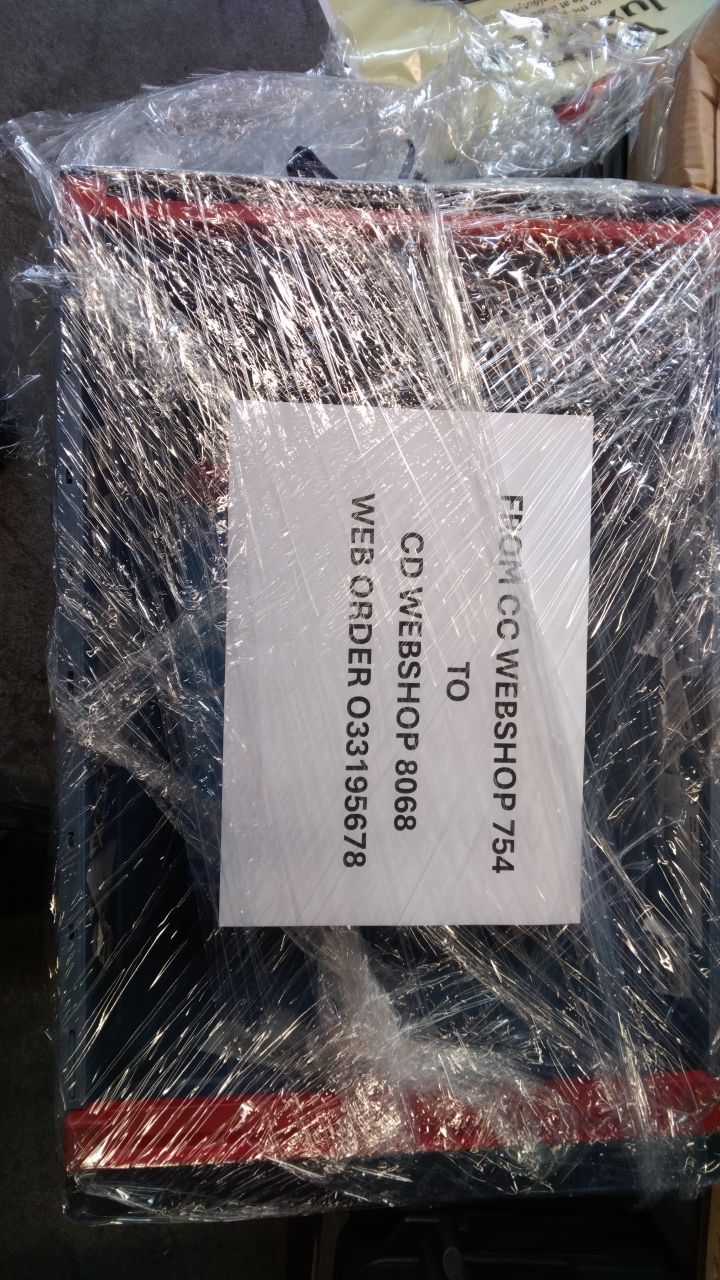 FROM CC WEBSHOP 754
TO
CD WEBSHOP 8068
WEB ORDER O33195678